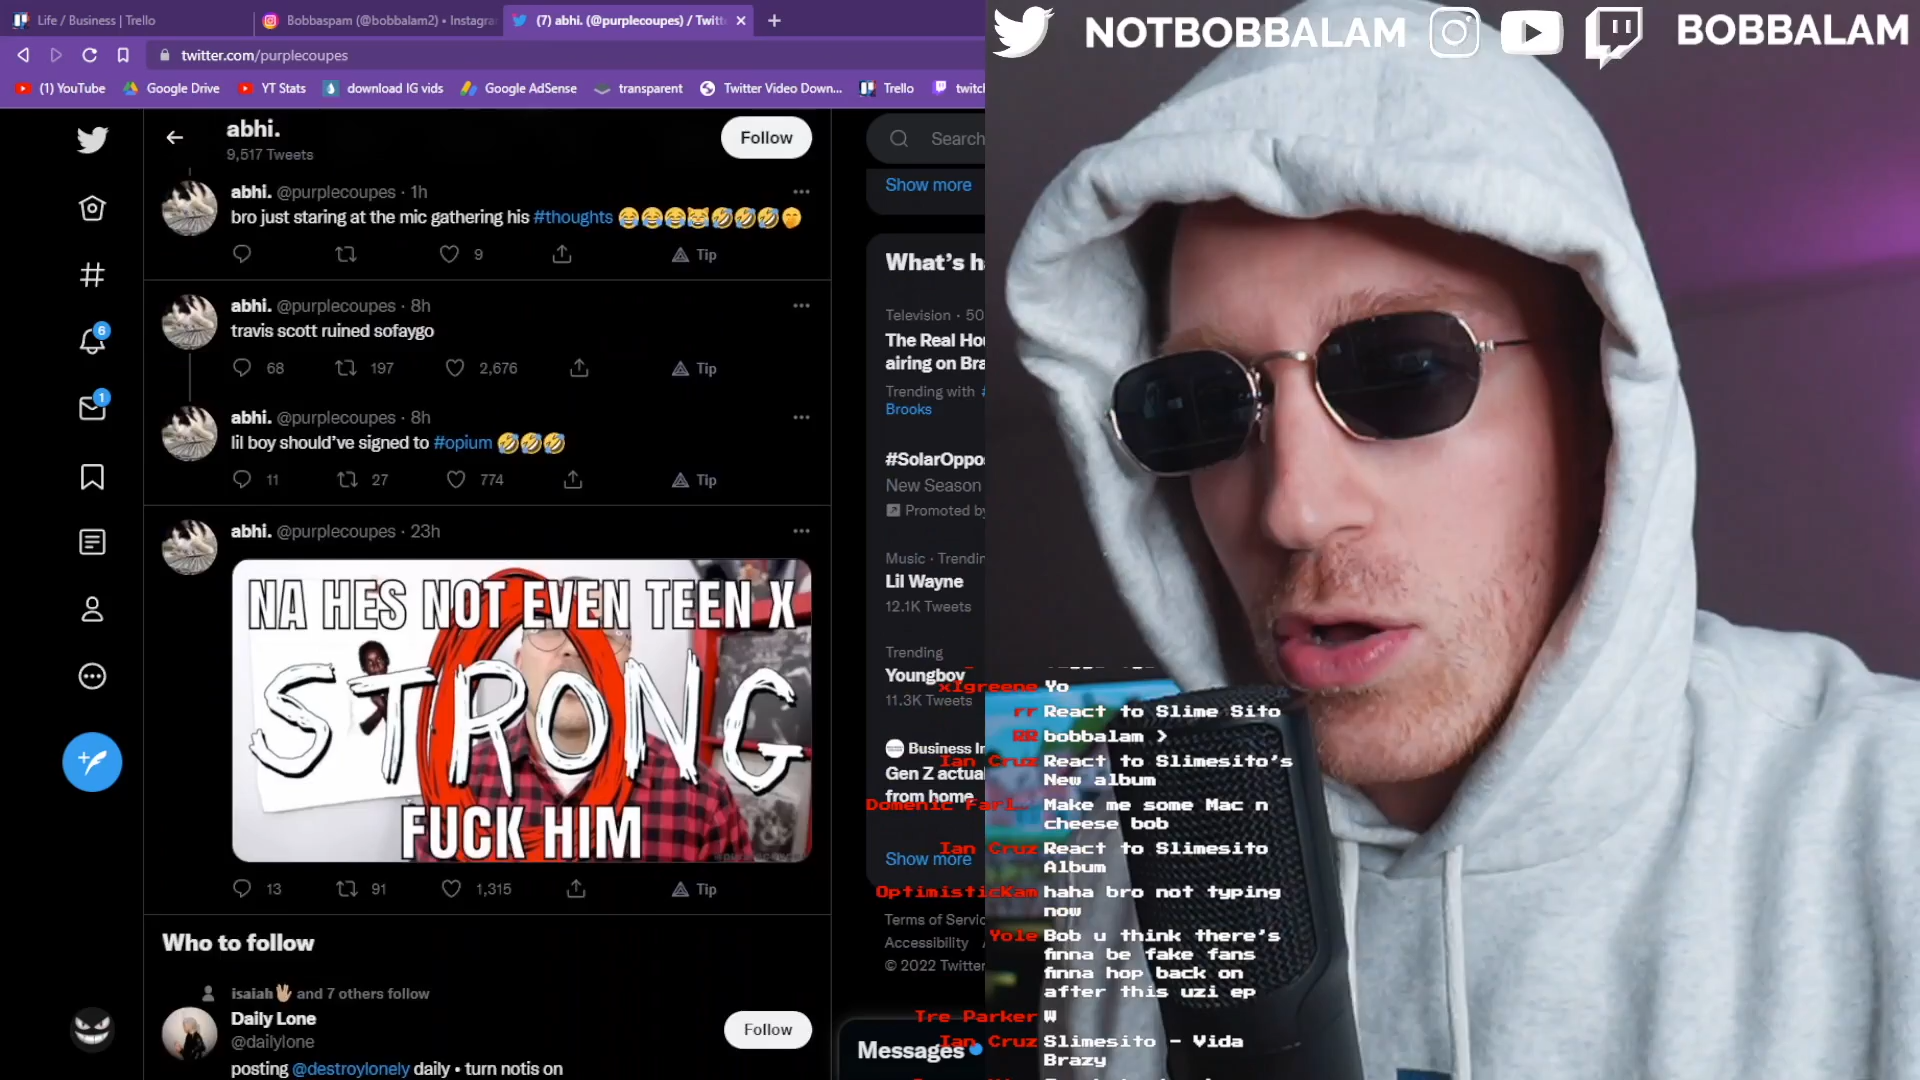 Life / Business | Trello
Bobbaspam (@bobbalam2) • Instagra
(7) abhi. (@purplecoupes) / Twitt
twitter.com/purplecoupes
(1) YouTube
Google Drive
YT Stats
download IG vids
Google AdSense
transparent
Twitter Video Down...
Trello
twitch
NOTBOBBALAM
BOBBALAM
abhi.
9,517 Tweets
Follow
abhi. @purplecoupes · 1h
bro just staring at the mic gathering his #thoughts 😂😂😂😹🤣🤣🤣🤭
9
Tip
abhi. @purplecoupes · 8h
travis scott ruined sofaygo
68 197 2,676 Tip
abhi. @purplecoupes · 8h
lil boy should've signed to #opium 🤣🤣🤣
11 27 774 Tip
abhi. @purplecoupes · 23h
NA HES NOT EVEN TEEN X
STRONG
FUCK HIM
13 91 1,315 Tip
Who to follow
isaiah🖖🏼 and 7 others follow
Daily Lone
@dailylone
Follow
posting @destroylonely daily • turn notis on
6
1
Search
Show more
What's h
Television · 50
The Real Ho
airing on Bra
Trending with #
Brooks
#SolarOppo
New Season
Promoted by
Music · Trendin
Lil Wayne
12.1K Tweets
Trending
Youngboy
11.3K Tweets
Business In
Gen Z actua
from home
Show more
Terms of Servic
Accessibility
© 2022 Twitter
Messages
xIgreene Yo
rr React to Slime Sito
RR bobbalam >
Ian Cruz React to Slimesito's
New album
Domenic Farl… Make me some Mac n
cheese bob
Ian Cruz React to Slimesito
Album
OptimisticKam haha bro not typing
now
Yole Bob u think there's
finna be fake fans
finna hop back on
after this uzi ep
Tre Parker W
Ian Cruz Slimesito - Vida
Brazy